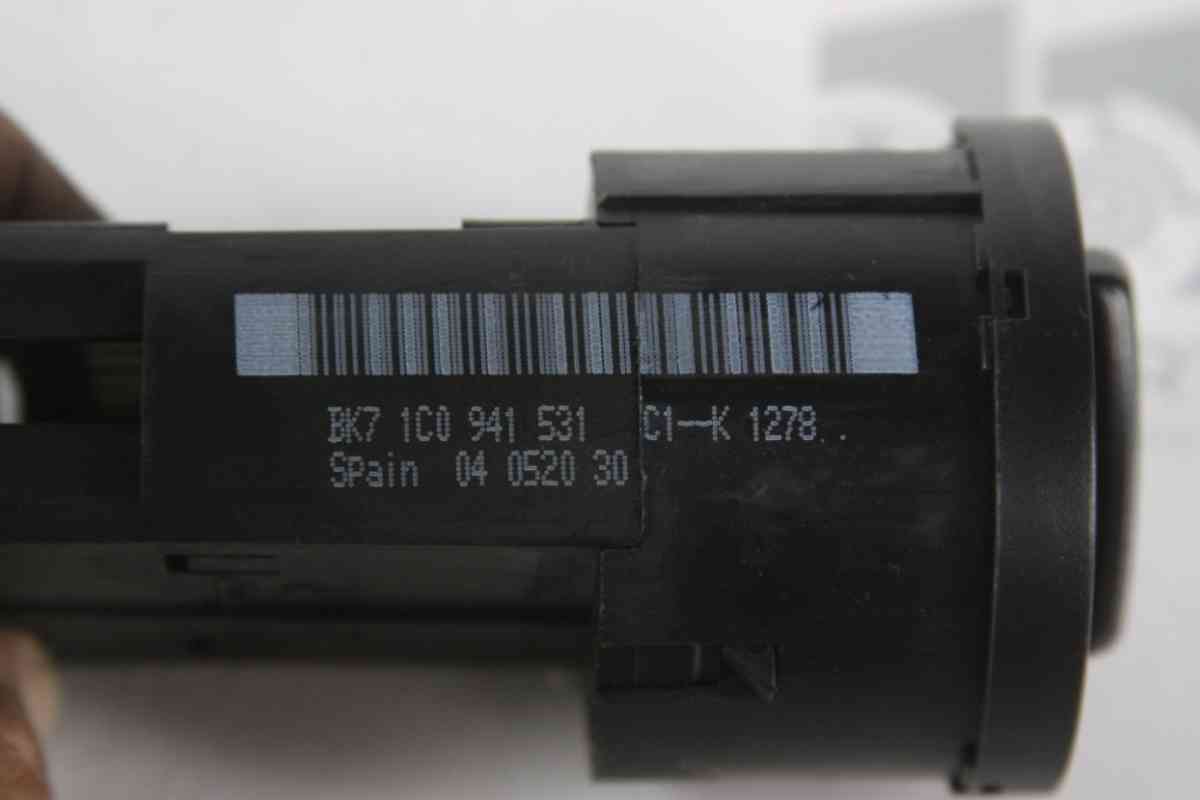 BK7 1C0 941 531 C1--K 1278..
Spain 04 0520 30